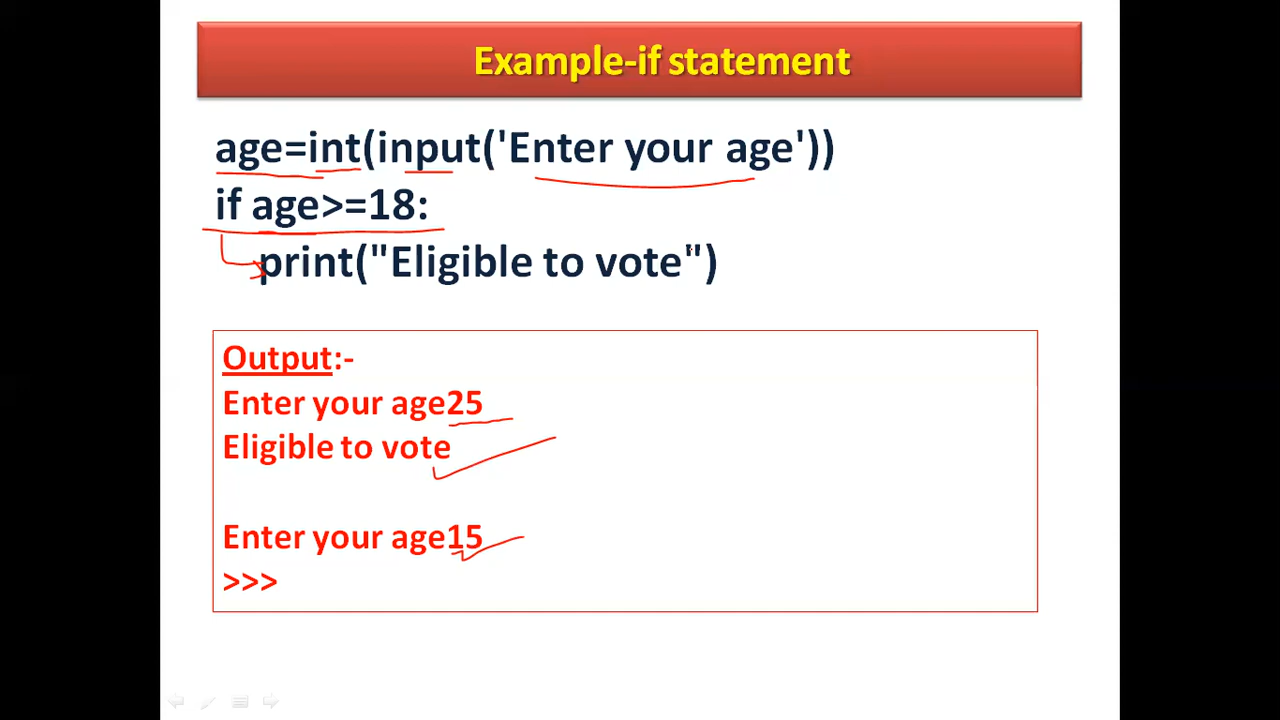 Example-if statement
age=int(input('Enter your age'))
if age>=18:
print("Eligible to vote")
Output:-
Enter your age25
Eligible to vote
Enter your age15
>>>